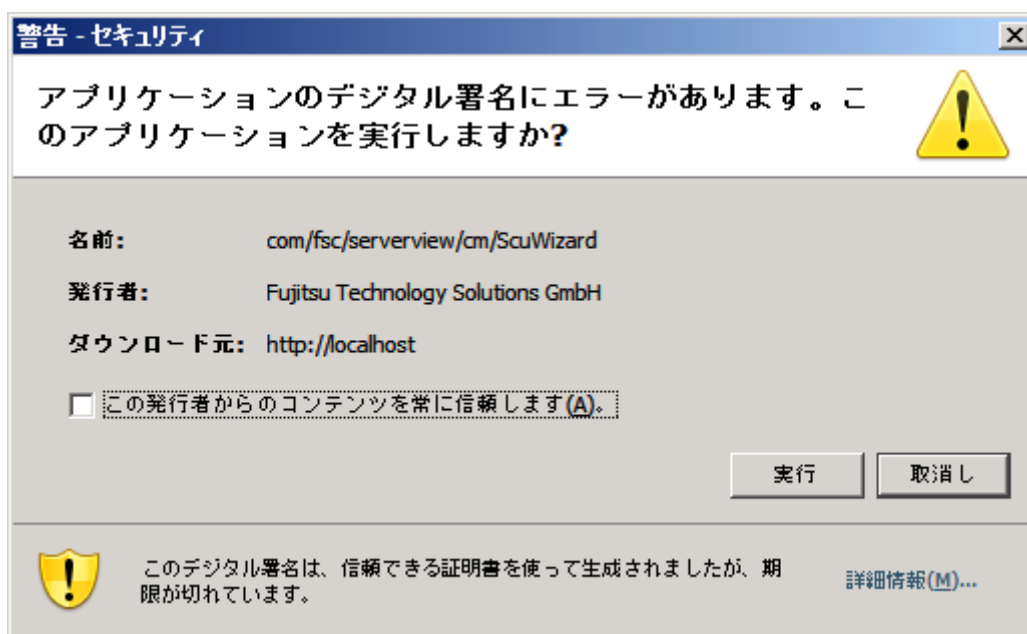 警告 - セキュリティ
アプリケーションのデジタル署名にエラーがあります。こ
のアプリケーションを実行しますか?
名前: com/fsc/serverview/cm/ScuWizard
発行者: Fujitsu Technology Solutions GmbH
ダウンロード元: http://localhost
この発行者からのコンテンツを常に信頼します(A)。
実行 取消し
このデジタル署名は、信頼できる証明書を使って生成されましたが、期
限が切れています。
詳細情報(M)...